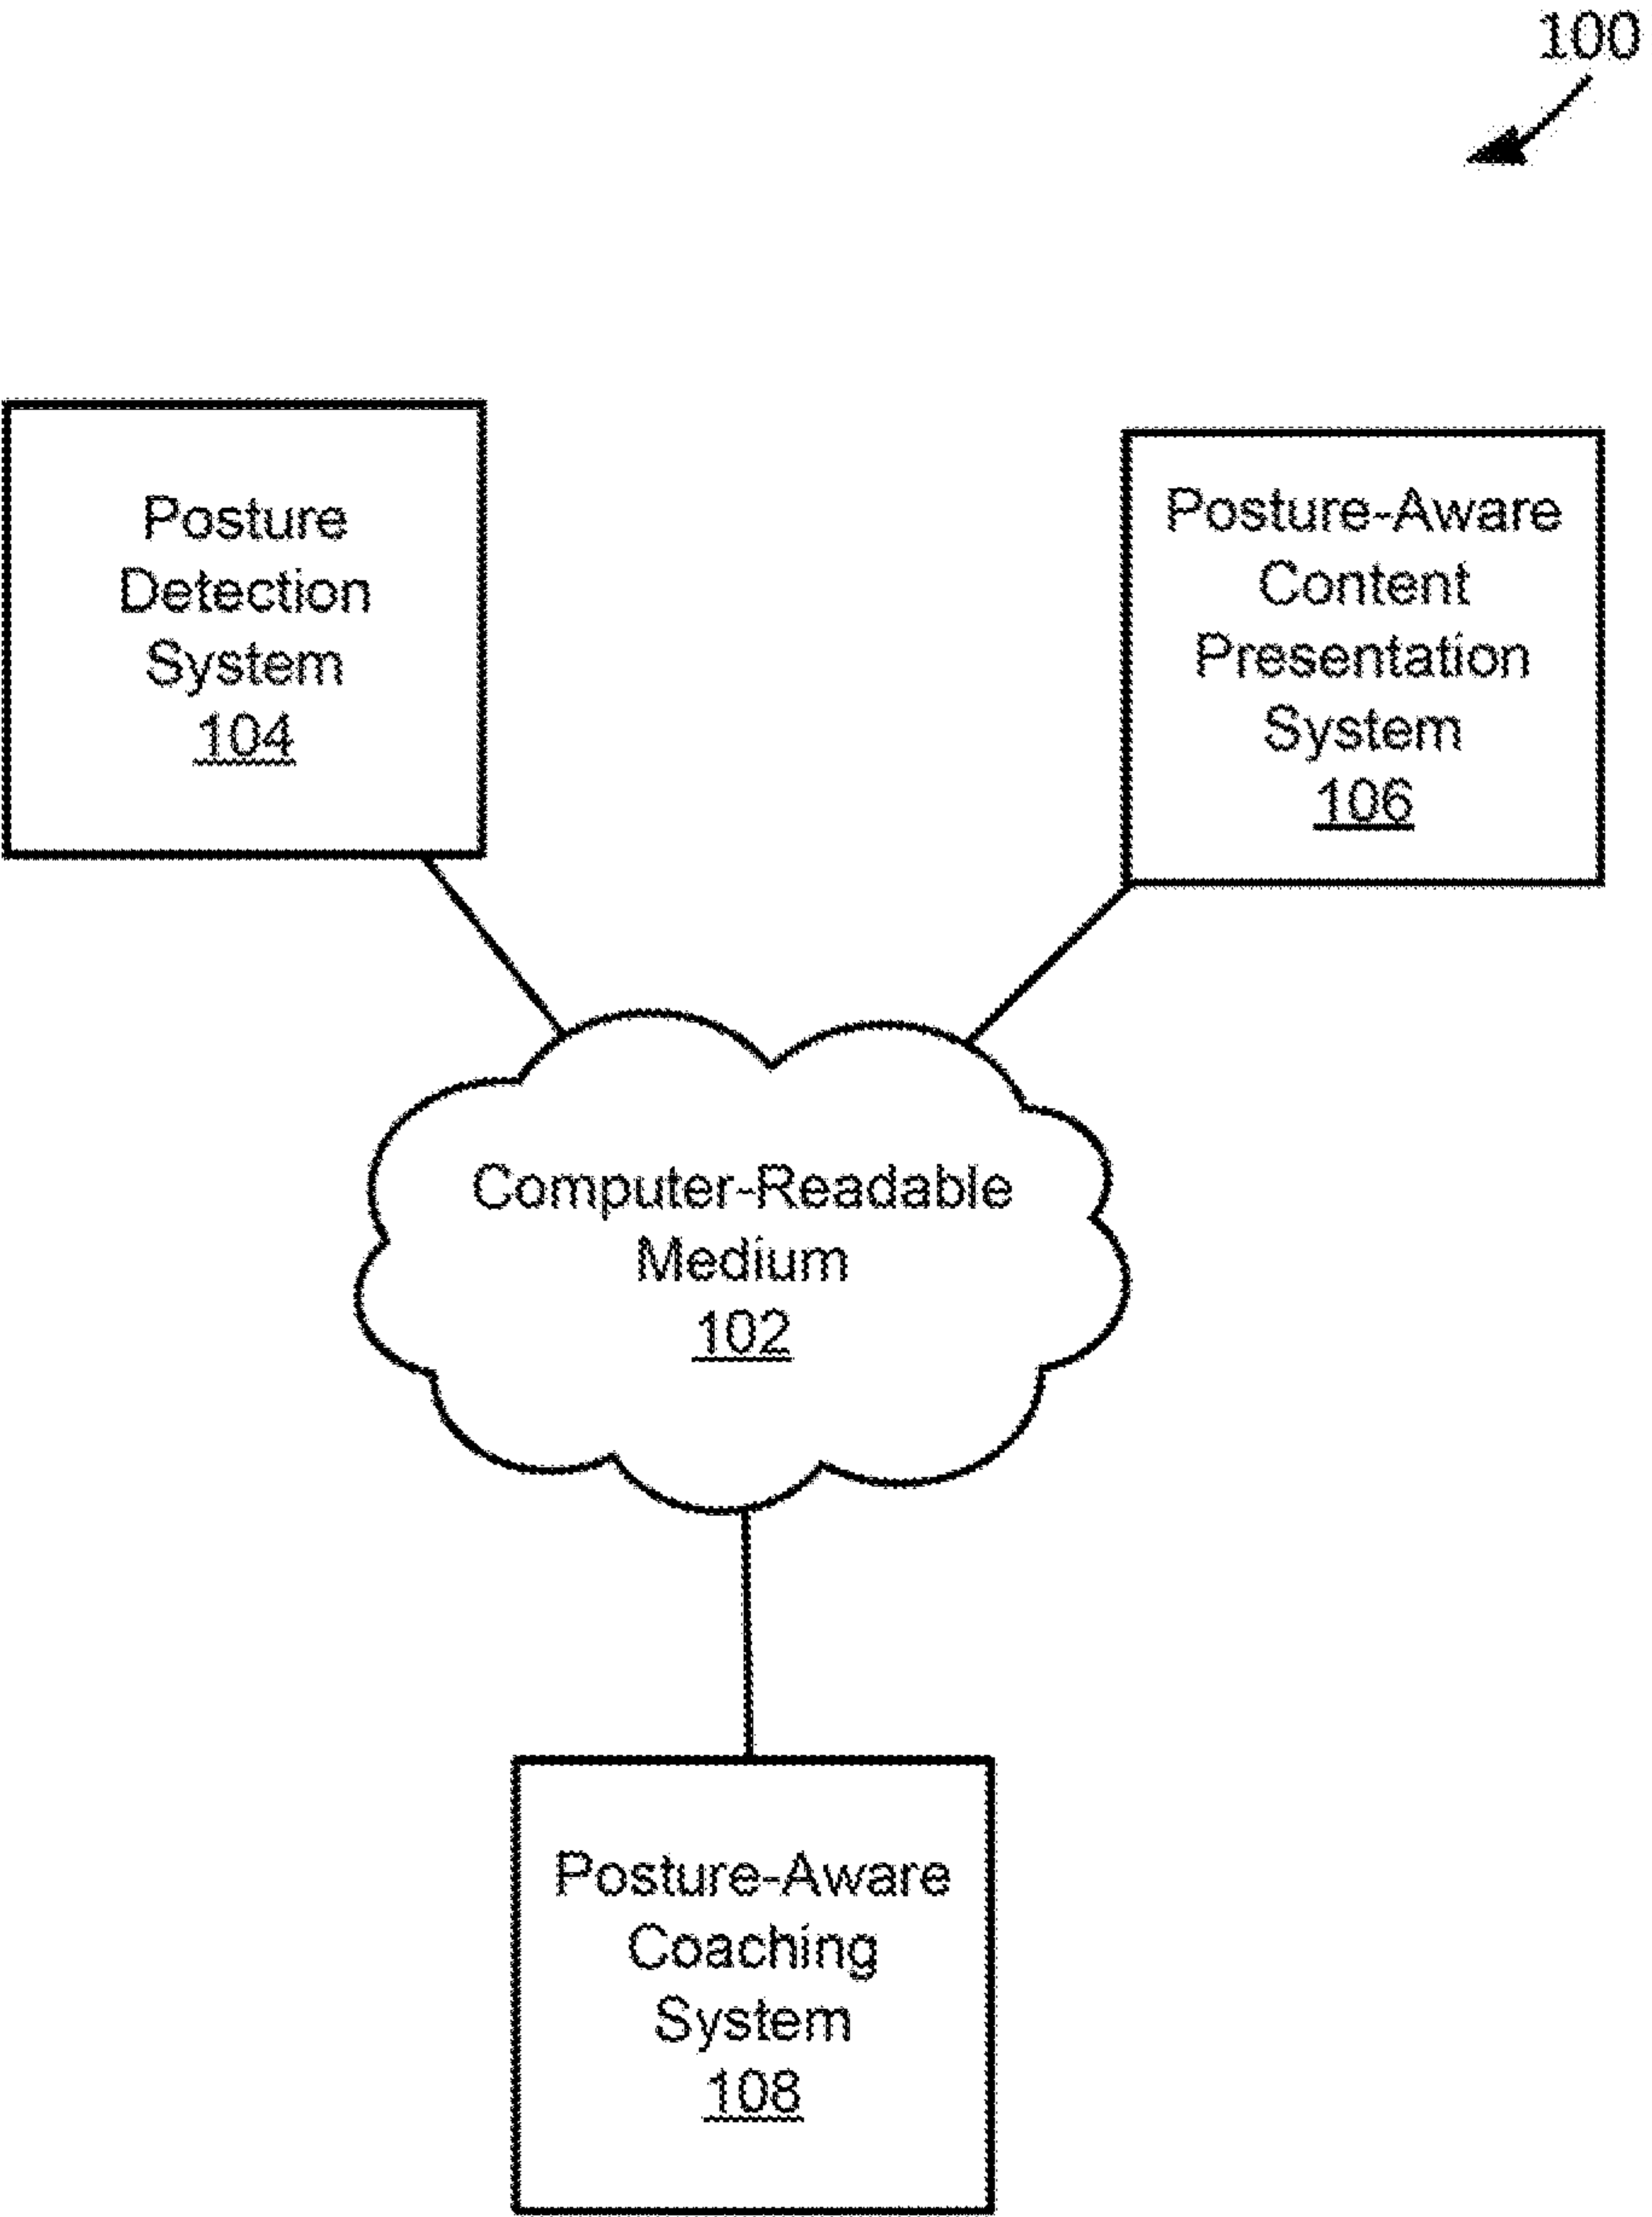 100
Posture
Detection
System
104
Posture-Aware
Content
Presentation
System
106
Computer-Readable
Medium
102
Posture-Aware
Coaching
System
108